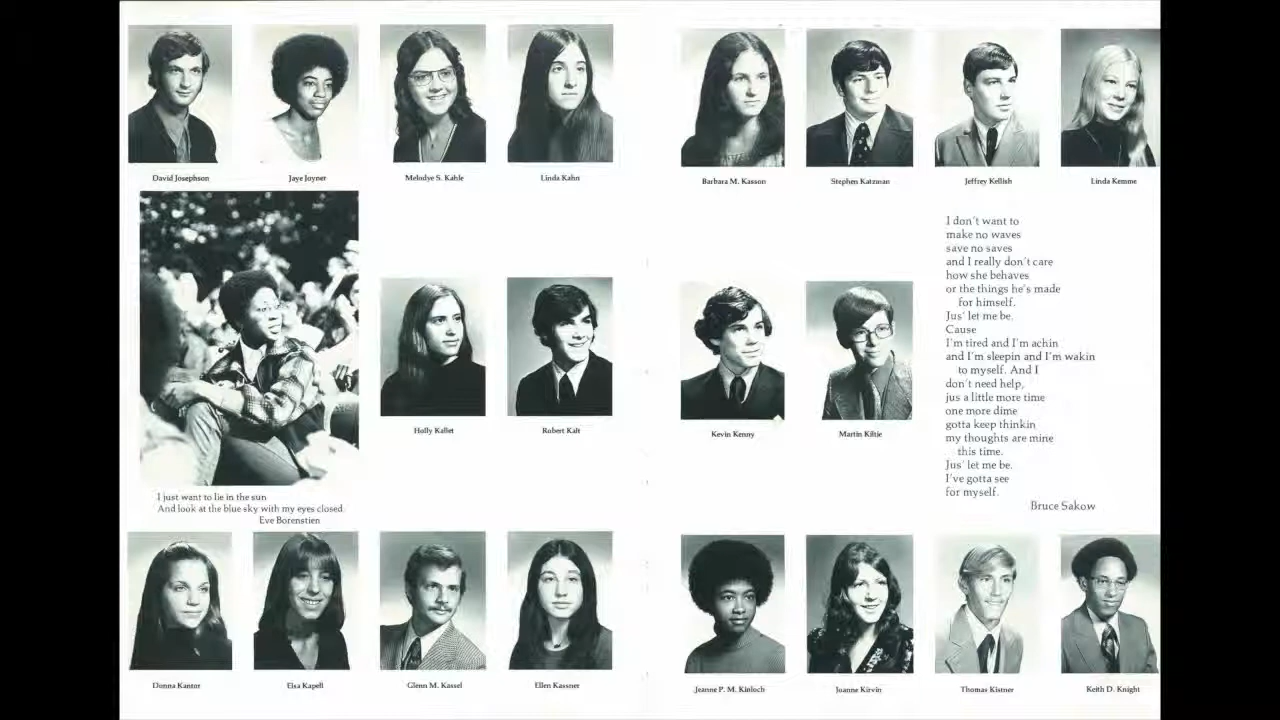 David Josephson
Jaye Joyner
Melodye S. Kahle
Linda Kahn
I just want to lie in the sun
And look at the blue sky with my eyes closed
Eve Borenstien
Holly Kallet
Robert Kalt
Donna Kantor
Elsa Kapell
Glenn M. Kassel
Ellen Kassner
Barbara M. Kasson
Stephen Katzman
Jeffrey Kellish
Linda Kemme
Kevin Kenny
Martin Kiltie
I don't want to
make no waves
save no saves
and I really don't care
how she behaves
or the things he's made
for himself.
Jus' let me be.
Cause
I'm tired and I'm achin
and I'm sleepin and I'm wakin
to myself. And I
don't need help,
jus a little more time
one more dime
gotta keep thinkin
my thoughts are mine
this time.
Jus' let me be.
I've gotta see
for myself.
Bruce Sakow
Jeanne P. M. Kinloch
Joanne Kirvin
Thomas Kistner
Keith D. Knight